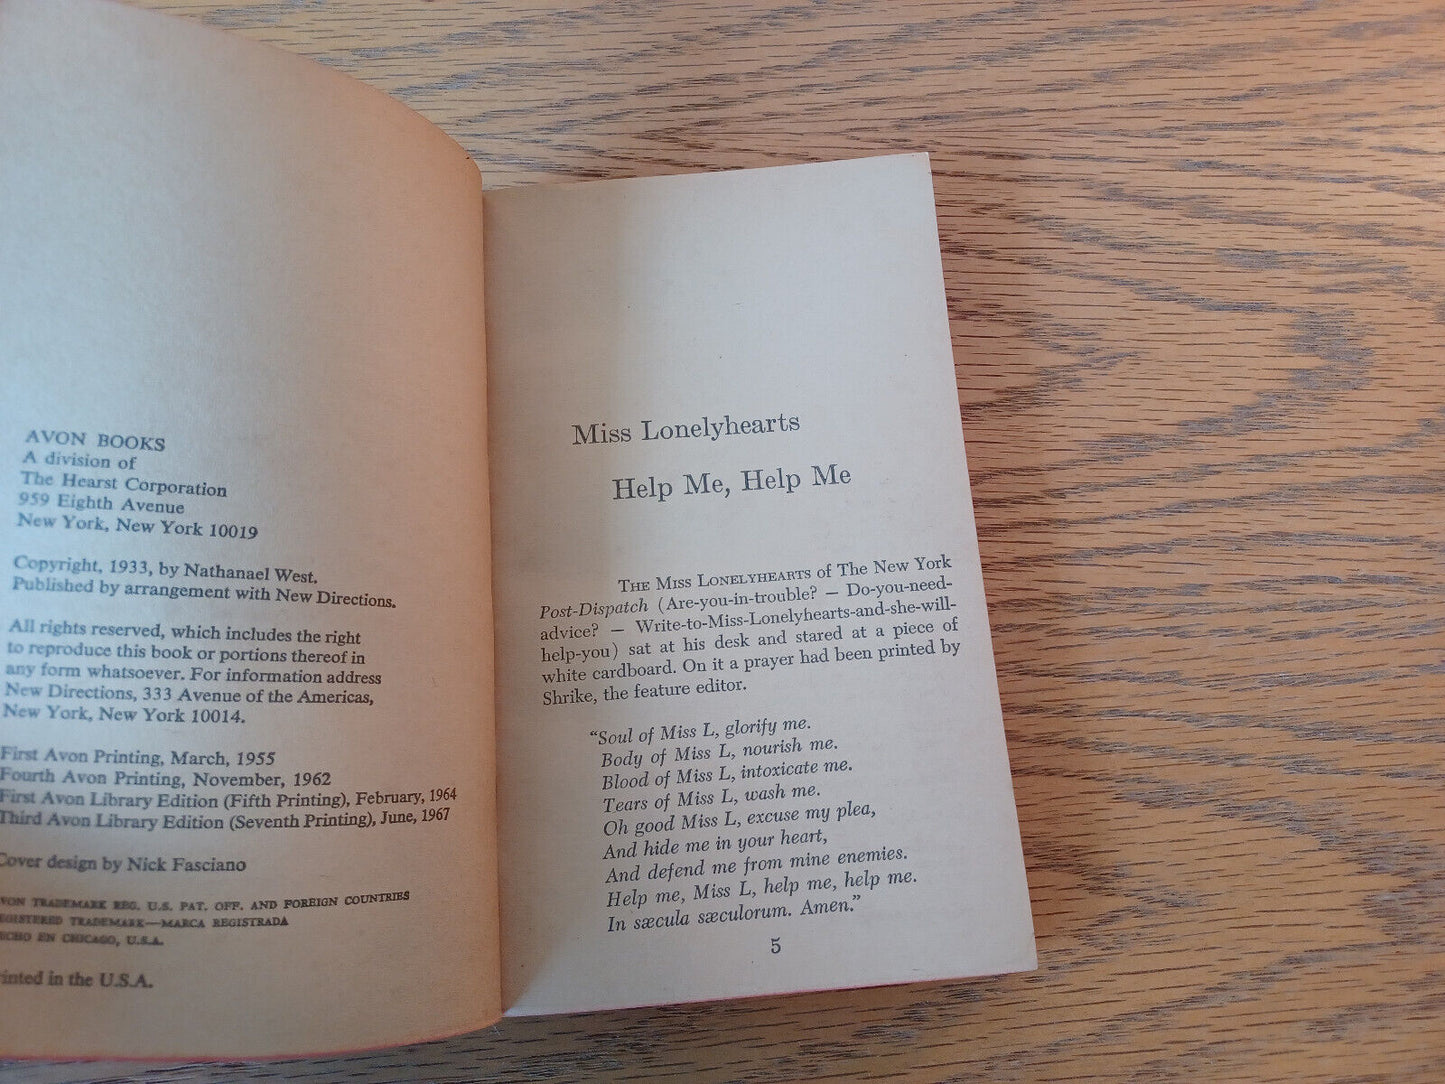 AVON BOOKS
A division of
The Hearst Corporation
959 Eighth Avenue
New York, New York 10019
Copyright, 1933, by Nathanael West.
Published by arrangement with New Directions.
All rights reserved, which includes the right
to reproduce this book or portions thereof in
any form whatsoever. For information address
New Directions, 333 Avenue of the Americas,
New York, New York 10014.
First Avon Printing, March, 1955
Fourth Avon Printing, November, 1962
First Avon Library Edition (Fifth Printing), February, 1964
Third Avon Library Edition (Seventh Printing), June, 1967
Cover design by Nick Fasciano
VON TRADEMARK REG. U.S. PAT. OFF. AND FOREIGN COUNTRIES
EGISTERED TRADEMARK—MARCA REGISTRADA
ECHO EN CHICAGO, U.S.A.
rinted in the U.S.A.
Miss Lonelyhearts
Help Me, Help Me
THE MISS LONELYHEARTS of The New York
Post-Dispatch (Are-you-in-trouble? — Do-you-need-
advice? — Write-to-Miss-Lonelyhearts-and-she-will-
help-you) sat at his desk and stared at a piece of
white cardboard. On it a prayer had been printed by
Shrike, the feature editor.
“Soul of Miss L, glorify me.
Body of Miss L, nourish me.
Blood of Miss L, intoxicate me.
Tears of Miss L, wash me.
Oh good Miss L, excuse my plea,
And hide me in your heart,
And defend me from mine enemies.
Help me, Miss L, help me, help me.
In sæcula sæculorum. Amen.”
5